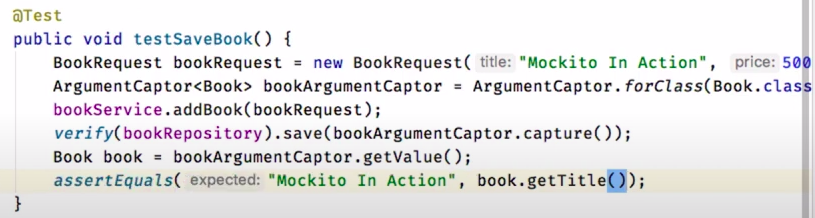 @Test
public void testSaveBook() {
BookRequest bookRequest = new BookRequest( title: "Mockito In Action", price: 500
ArgumentCaptor<Book> bookArgumentCaptor = ArgumentCaptor.forClass(Book.class
bookService.addBook(bookRequest);
verify(bookRepository).save(bookArgumentCaptor.capture());
Book book = bookArgumentCaptor.getValue();
assertEquals( expected: "Mockito In Action", book.getTitle());
}